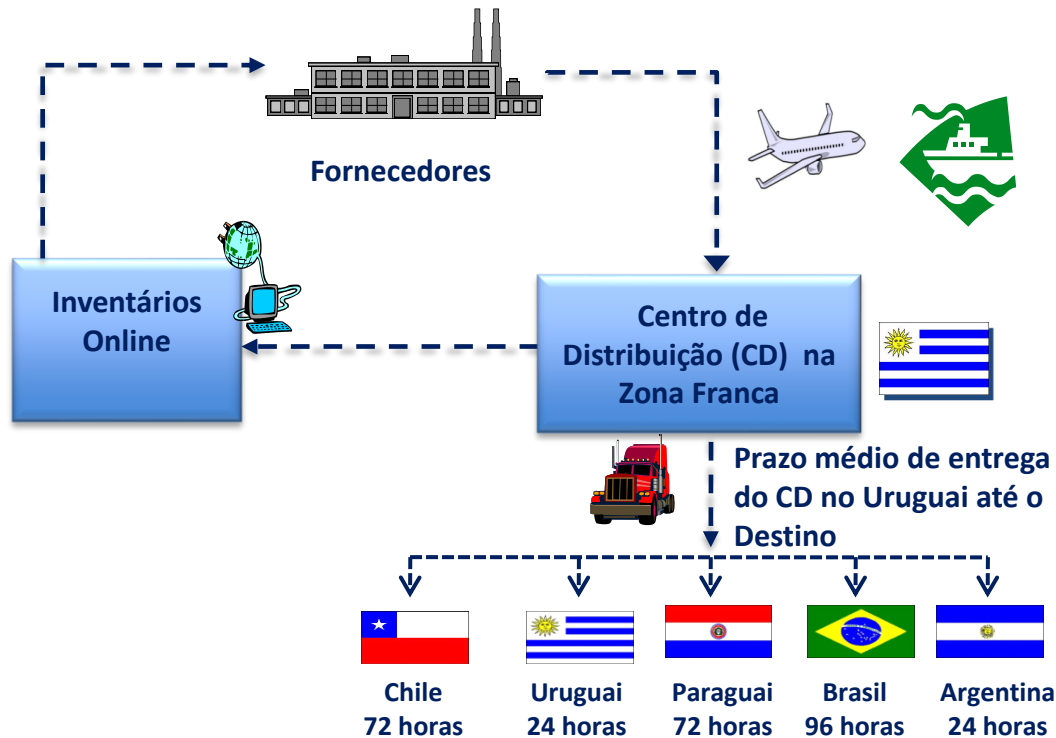 Fornecedores
Inventários
Online
Centro de
Distribuição (CD) na
Zona Franca
Prazo médio de entrega
do CD no Uruguai até o
Destino
Chile
72 horas
Uruguai
24 horas
Paraguai
72 horas
Brasil
96 horas
Argentina
24 horas